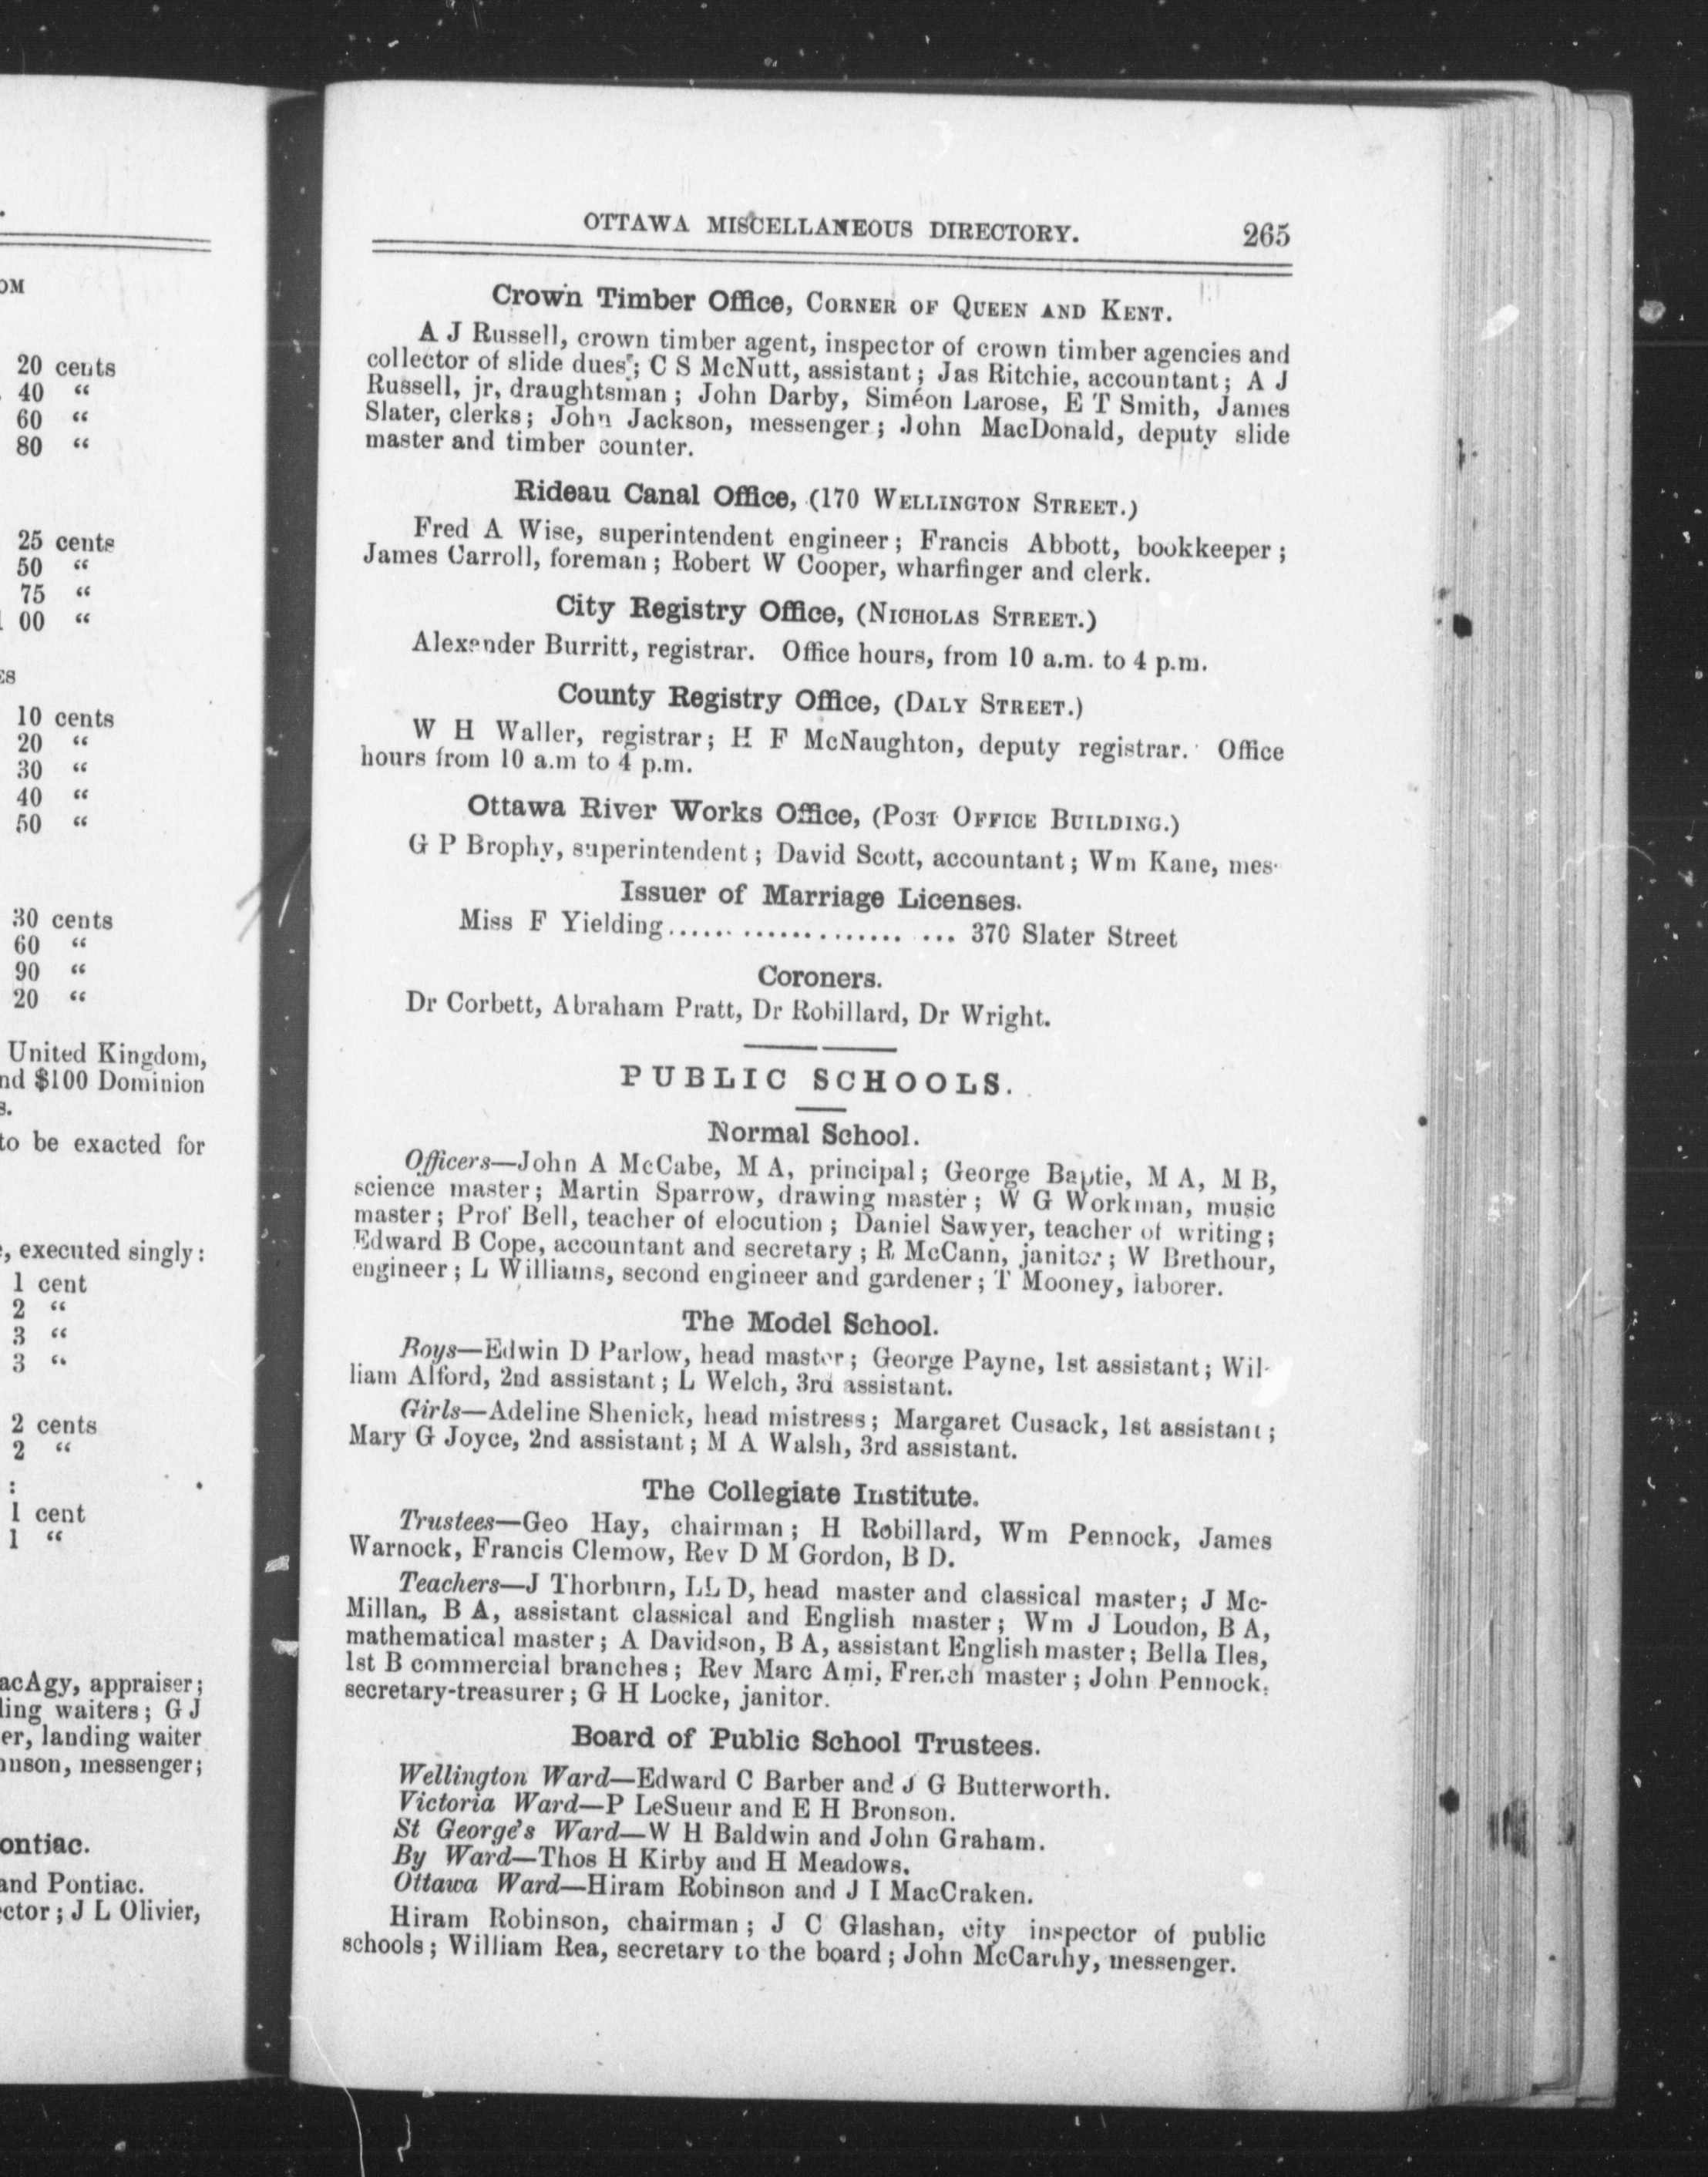 OM
20 cents
40 “
60 “
80 “
25 cents
50 “
75 “
00 “
ES
10 cents
20 “
30 “
40 “
50 “
30 cents
60 “
90 “
20 “
United Kingdom,
nd $100 Dominion
s.
to be exacted for
, executed singly:
1 cent
2 “
3 “
3 “
2 cents
2 “
:
1 cent
1 “
acAgy, appraiser;
ling waiters; G J
er, landing waiter
nson, messenger;
ontiac.
and Pontiac.
ctor; J L Olivier,
OTTAWA MISCELLANEOUS DIRECTORY. 265
Crown Timber Office, CORNER OF QUEEN AND KENT.
A J Russell, crown timber agent, inspector of crown timber agencies and
collector of slide dues; C S McNutt, assistant; Jas Ritchie, accountant; A J
Russell, jr, draughtsman; John Darby, Siméon Larose, E T Smith, James
Slater, clerks; John Jackson, messenger; John MacDonald, deputy slide
master and timber counter.
Rideau Canal Office, (170 WELLINGTON STREET.)
Fred A Wise, superintendent engineer; Francis Abbott, bookkeeper;
James Carroll, foreman; Robert W Cooper, wharfinger and clerk.
City Registry Office, (NICHOLAS STREET.)
Alexander Burritt, registrar. Office hours, from 10 a.m. to 4 p.m.
County Registry Office, (DALY STREET.)
W H Waller, registrar; H F McNaughton, deputy registrar. Office
hours from 10 a.m to 4 p.m.
Ottawa River Works Office, (POST OFFICE BUILDING.)
G P Brophy, superintendent; David Scott, accountant; Wm Kane, mes-
Issuer of Marriage Licenses.
Miss F Yielding........................... 370 Slater Street
Coroners.
Dr Corbett, Abraham Pratt, Dr Robillard, Dr Wright.
PUBLIC SCHOOLS.
Normal School.
Officers—John A McCabe, M A, principal; George Baptie, M A, M B,
science master; Martin Sparrow, drawing master; W G Workman, music
master; Prof Bell, teacher of elocution; Daniel Sawyer, teacher of writing;
Edward B Cope, accountant and secretary; R McCann, janitor; W Brethour,
engineer; L Williams, second engineer and gardener; T Mooney, laborer.
The Model School.
Boys—Edwin D Parlow, head master; George Payne, 1st assistant; Wil-
liam Alford, 2nd assistant; L Welch, 3rd assistant.
Girls—Adeline Shenick, head mistress; Margaret Cusack, 1st assistant;
Mary G Joyce, 2nd assistant; M A Walsh, 3rd assistant.
The Collegiate Institute.
Trustees—Geo Hay, chairman; H Robillard, Wm Pennock, James
Warnock, Francis Clemow, Rev D M Gordon, B D.
Teachers—J Thorburn, LL D, head master and classical master; J Mc-
Millan, B A, assistant classical and English master; Wm J Loudon, B A,
mathematical master; A Davidson, B A, assistant English master; Bella Iles,
1st B commercial branches; Rev Marc Ami, French master; John Pennock,
secretary-treasurer; G H Locke, janitor.
Board of Public School Trustees.
Wellington Ward—Edward C Barber and J G Butterworth.
Victoria Ward—P LeSueur and E H Bronson.
St George's Ward—W H Baldwin and John Graham.
By Ward—Thos H Kirby and H Meadows.
Ottawa Ward—Hiram Robinson and J I MacCraken.
Hiram Robinson, chairman; J C Glashan, city inspector of public
schools; William Rea, secretary to the board; John McCarthy, messenger.